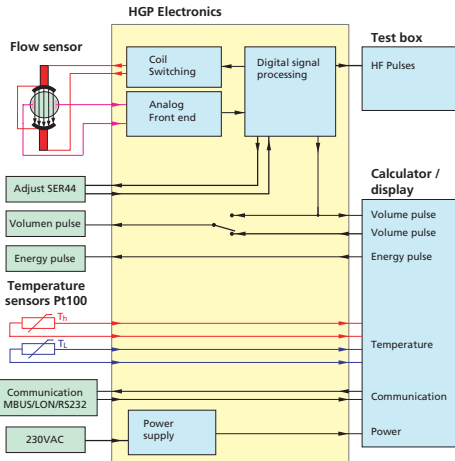 HGP Electronics
Flow sensor
Coil
Switching
Digital signal
processing
Test box
HF Pulses
Analog
Front end
Adjust SER44
Volumen pulse
Energy pulse
Calculator /
display
Volume pulse
Volume pulse
Energy pulse
Temperature
sensors Pt100
Th
TL
Temperature
Communication
MBUS/LON/RS232
Communication
230VAC
Power
supply
Power